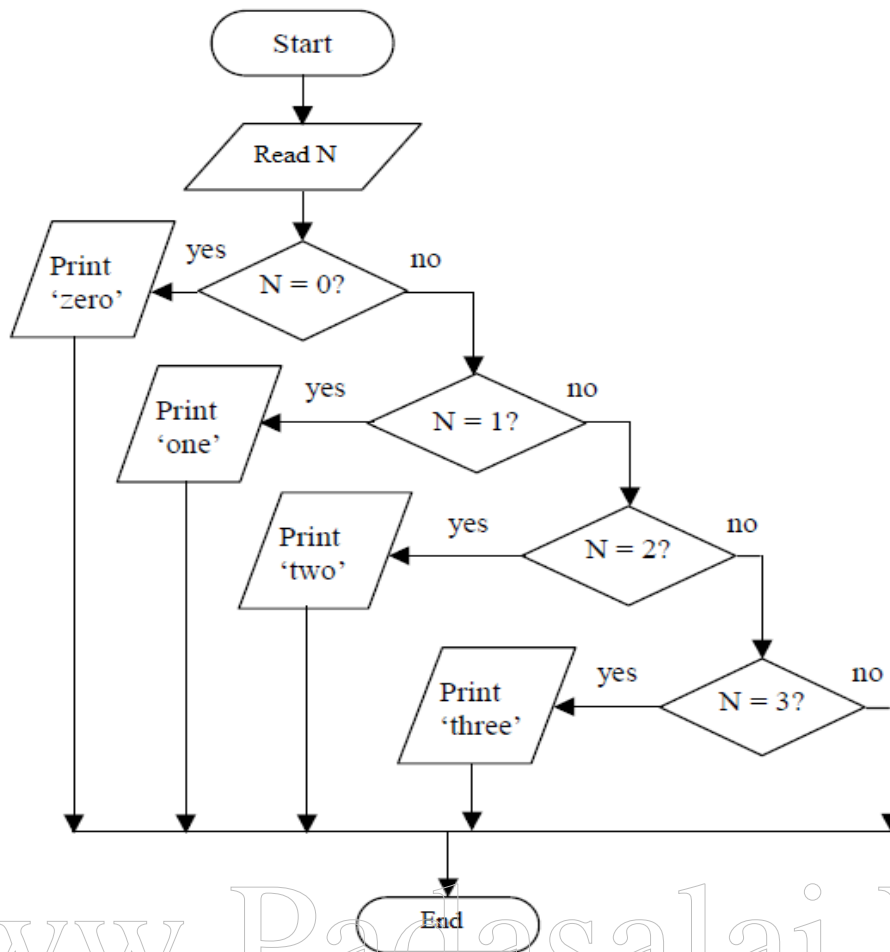 Start
Read N
yes
no
N = 0?
Print
‘zero’
yes
no
N = 1?
Print
‘one’
yes
no
N = 2?
Print
‘two’
yes
no
N = 3?
Print
‘three’
End
www.Padasalai.